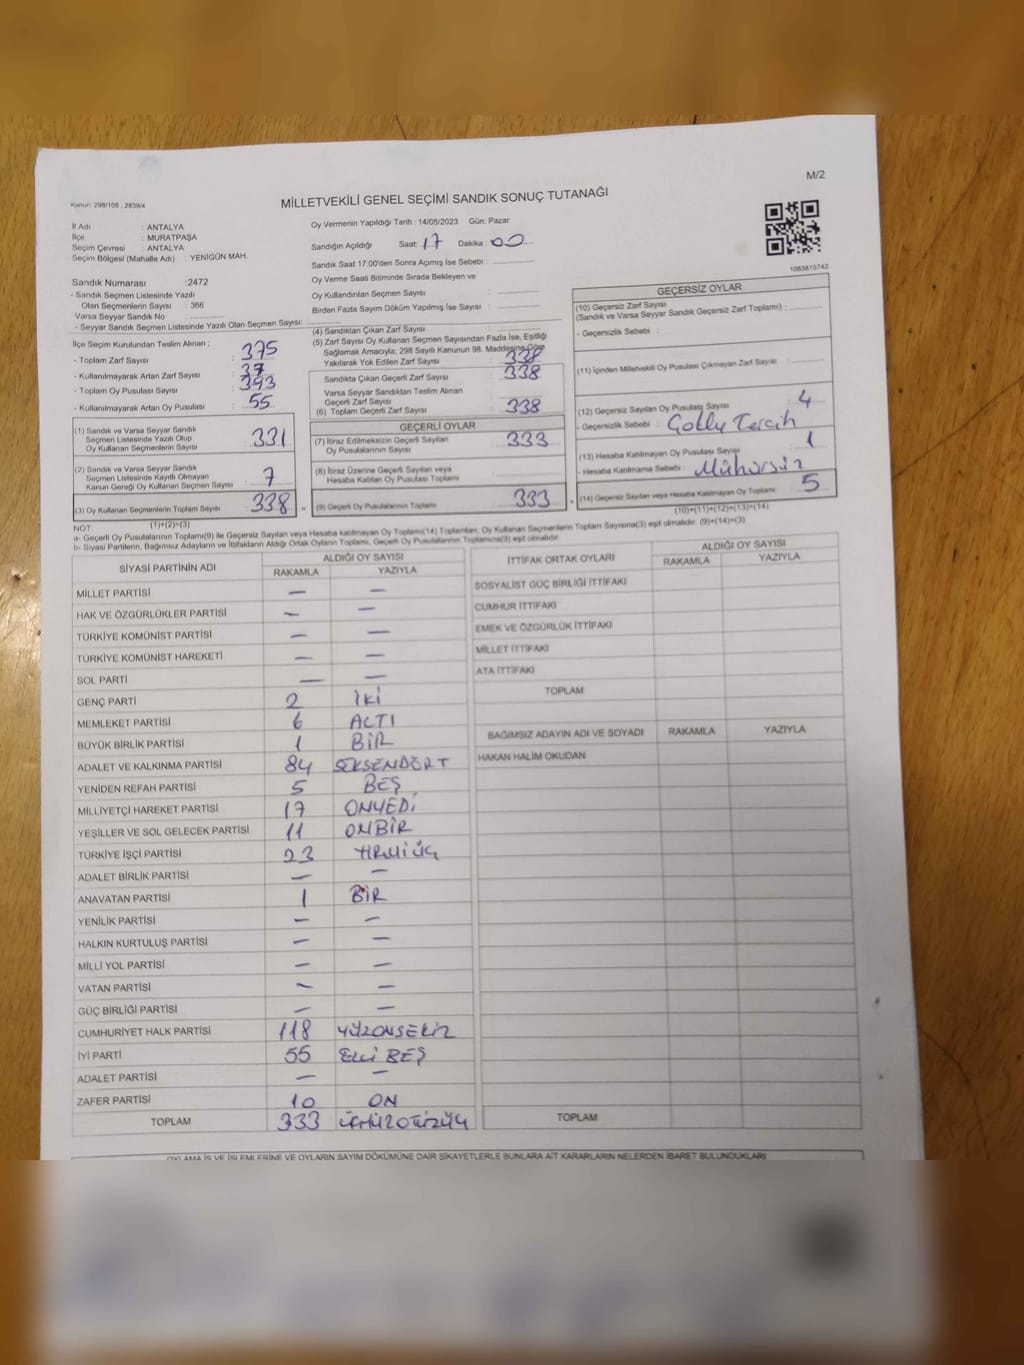 M/2
Kanun: 298/105 , 2839/4
MİLLETVEKİLİ GENEL SEÇİMİ SANDIK SONUÇ TUTANAĞI
İl Adı : ANTALYA
İlçe : MURATPAŞA
Seçim Çevresi : ANTALYA
Seçim Bölgesi (Mahalle Adı) : YENİGÜN MAH.
Sandık Numarası :2472
- Sandık Seçmen Listesinde Yazılı
Olan Seçmenlerin Sayısı : 366
Varsa Seyyar Sandık No :
- Seyyar Sandık Seçmen Listesinde Yazılı Olan Seçmen Sayısı:
İlçe Seçim Kurulundan Teslim Alınan ;
- Toplam Zarf Sayısı : 375
- Kullanılmayarak Artan Zarf Sayısı : 37
- Toplam Oy Pusulası Sayısı : 393
- Kullanılmayarak Artan Oy Pusulası : 55
(1) Sandık ve Varsa Seyyar Sandık
Seçmen Listesinde Yazılı Olup
Oy Kullanan Seçmenlerin Sayısı : 331
(2) Sandık ve Varsa Seyyar Sandık
Seçmen Listesinde Kayıtlı Olmayan
Kanun Gereği Oy Kullanan Seçmen Sayısı : 7
(3) Oy Kullanan Seçmenlerin Toplam Sayısı : 338
(1)+(2)=(3)
Oy Vermenin Yapıldığı Tarih : 14/05/2023 Gün: Pazar
Sandığın Açıldığı Saat: 17 Dakika : 00
Sandık Saat 17:00'den Sonra Açımış İse Sebebi :
Oy Verme Saati Bitiminde Sırada Bekleyen ve
Oy Kullandırılan Seçmen Sayısı :
Birden Fazla Sayım Döküm Yapılmış İse Sayısı :
(4) Sandıktan Çıkan Zarf Sayısı :
(5) Zarf Sayısı Oy Kullanan Seçmen Sayısından Fazla İse, Eşitliği
Sağlamak Amacıyla; 298 Sayılı Kanunun 98. Maddesine Göre
Yakılarak Yok Edilen Zarf Sayısı : 338
Sandıkta Çıkan Geçerli Zarf Sayısı : 338
Varsa Seyyar Sandıktan Teslim Alınan
Geçerli Zarf Sayısı :
(6) Toplam Geçerli Zarf Sayısı : 338
GEÇERLİ OYLAR
(7) İtiraz Edilmeksizin Geçerli Sayılan
Oy Pusulalarının Sayısı : 333
(8) İtiraz Üzerine Geçerli Sayılan veya
Hesaba Katılan Oy Pusulası Toplamı :
(9) Geçerli Oy Pusulalarının Toplamı : 333
1083815742
GEÇERSİZ OYLAR
(10) Geçersiz Zarf Sayısı
(Sandık ve Varsa Seyyar Sandık Geçersiz Zarf Toplamı) :
- Geçersizlik Sebebi :
(11) İçinden Milletvekili Oy Pusulası Çıkmayan Zarf Sayısı :
(12) Geçersiz Sayılan Oy Pusulası Sayısı : 4
- Geçersizlik Sebebi : Çoklu Tercih
(13) Hesaba Katılmayan Oy Pusulası Sayısı : 1
- Hesaba Katılmama Sebebi : Mühürsüz
(14) Geçersiz Sayılan veya Hesaba Katılmayan Oy Toplamı : 5
(10)+(11)+(12)+(13)=(14)
NOT:
a- Geçerli Oy Pusulalarının Toplamı(9) ile Geçersiz Sayılan veya Hesaba katılmayan Oy Toplamı(14) Toplamları, Oy Kullanan Seçmenlerin Toplam Sayısına(3) eşit olmalıdır. (9)+(14)=(3)
b- Siyasi Partilerin, Bağımsız Adayların ve İttifakların Aldığı Ortak Oyların Toplamı, Geçerli Oy Pusulalarının Toplamına(9) eşit olmalıdır.
SİYASİ PARTİNİN ADI ALDIĞI OY SAYISI
RAKAMLA YAZIYLA
MİLLET PARTİSİ — —
HAK VE ÖZGÜRLÜKLER PARTİSİ — —
TÜRKİYE KOMÜNİST PARTİSİ — —
TÜRKİYE KOMÜNİST HAREKETİ — —
SOL PARTİ — —
GENÇ PARTİ 2 İKİ
MEMLEKET PARTİSİ 6 ALTI
BÜYÜK BİRLİK PARTİSİ 1 BİR
ADALET VE KALKINMA PARTİSİ 84 SEKSENDÖRT
YENİDEN REFAH PARTİSİ 5 BEŞ
MİLLİYETÇİ HAREKET PARTİSİ 17 ONYEDİ
YEŞİLLER VE SOL GELECEK PARTİSİ 11 ONBİR
TÜRKİYE İŞÇİ PARTİSİ 23 YİRMİÜÇ
ADALET BİRLİK PARTİSİ — —
ANAVATAN PARTİSİ 1 BİR
YENİLİK PARTİSİ — —
HALKIN KURTULUŞ PARTİSİ — —
MİLLİ YOL PARTİSİ — —
VATAN PARTİSİ — —
GÜÇ BİRLİĞİ PARTİSİ — —
CUMHURİYET HALK PARTİSİ 118 YÜZONSEKİZ
İYİ PARTİ 55 ELLİ BEŞ
ADALET PARTİSİ — —
ZAFER PARTİSİ 10 ON
TOPLAM 333 ÜÇYÜZOTUZÜÇ
İTTİFAK ORTAK OYLARI ALDIĞI OY SAYISI
RAKAMLA YAZIYLA
SOSYALİST GÜÇ BİRLİĞİ İTTİFAKI
CUMHUR İTTİFAKI
EMEK VE ÖZGÜRLÜK İTTİFAKI
MİLLET İTTİFAKI
ATA İTTİFAKI
TOPLAM
BAĞIMSIZ ADAYIN ADI VE SOYADI RAKAMLA YAZIYLA
HAKAN HALİM OKUDAN
TOPLAM
OYLAMA İŞ VE İŞLEMLERİNE VE OYLARIN SAYIM DÖKÜMÜNE DAİR ŞİKAYETLERLE BUNLARA AİT KARARLARIN NELERDEN İBARET BULUNDUKLARI